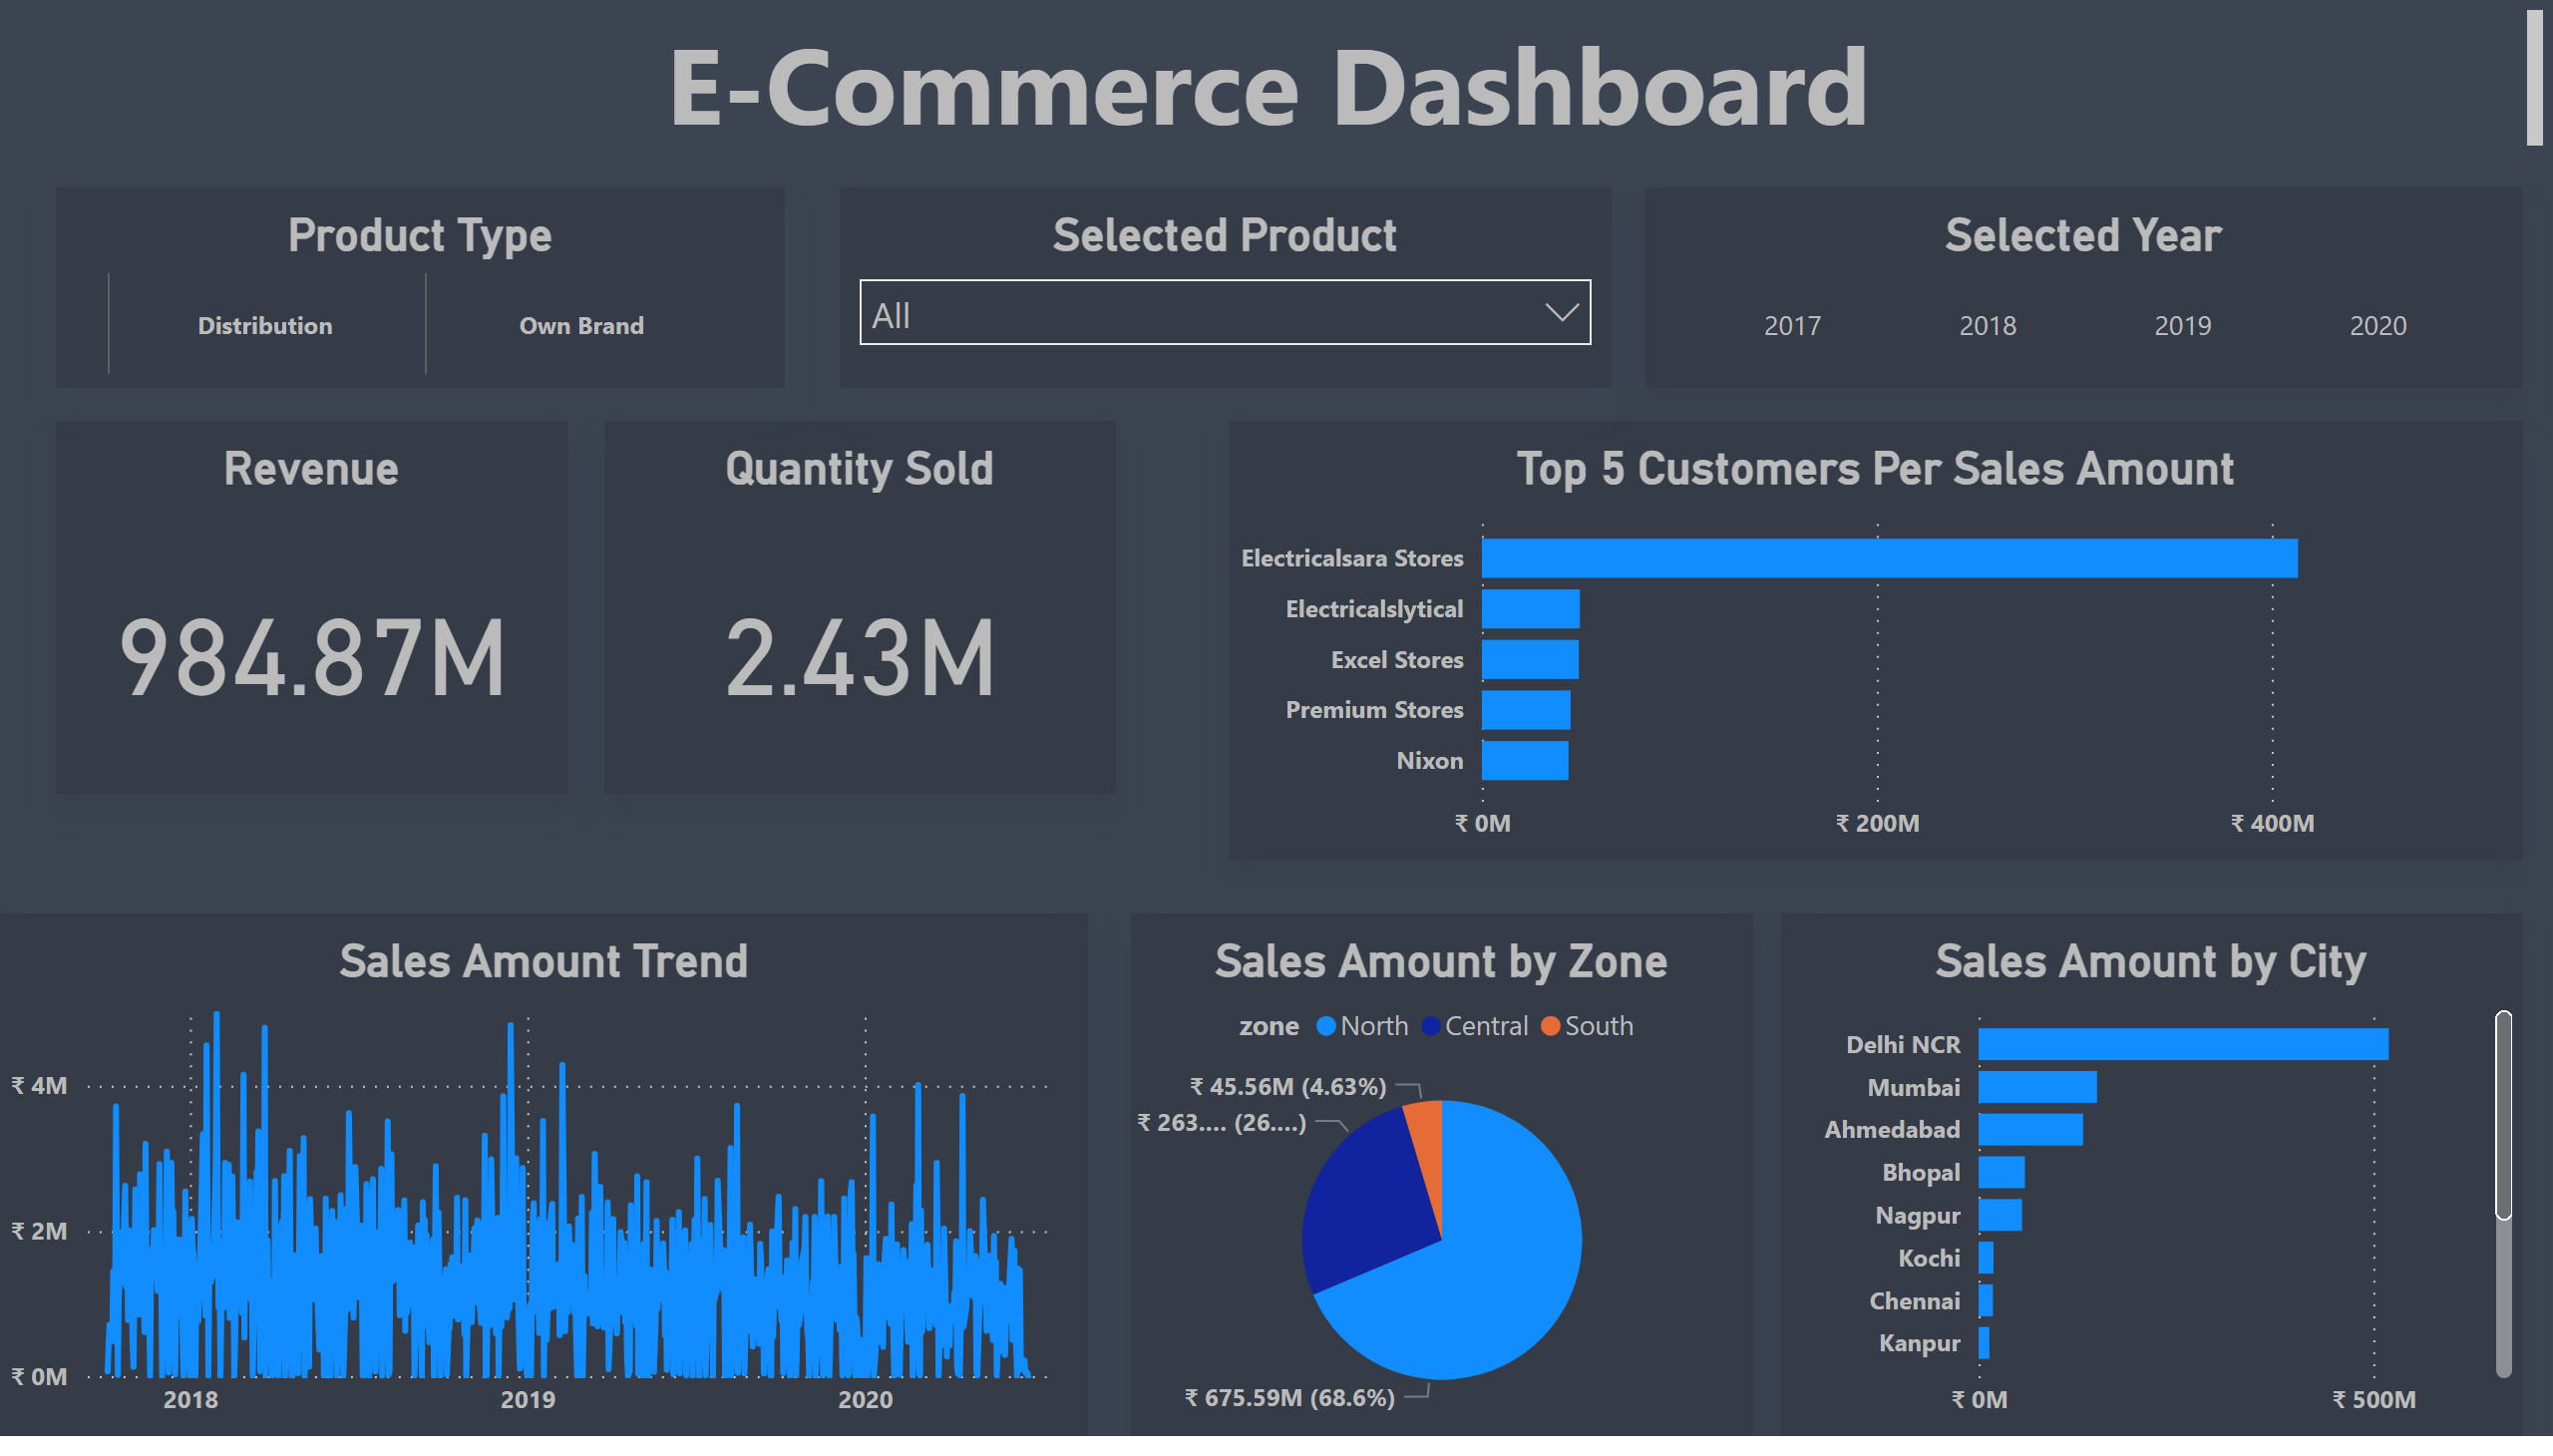 E-Commerce Dashboard
Product Type
Distribution
Own Brand
Selected Product
All
Selected Year
2017 2018 2019 2020
Revenue
984.87M
Quantity Sold
2.43M
Top 5 Customers Per Sales Amount
Electricalsara Stores
Electricalslytical
Excel Stores
Premium Stores
Nixon
₹ 0M ₹ 200M ₹ 400M
Sales Amount Trend
₹ 4M
₹ 2M
₹ 0M
2018 2019 2020
Sales Amount by Zone
zone North Central South
₹ 45.56M (4.63%)
₹ 263.... (26....)
₹ 675.59M (68.6%)
Sales Amount by City
Delhi NCR
Mumbai
Ahmedabad
Bhopal
Nagpur
Kochi
Chennai
Kanpur
₹ 0M ₹ 500M